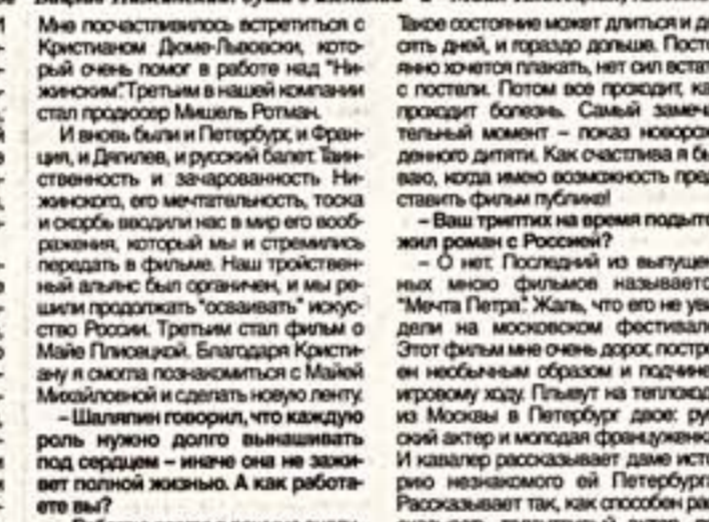 Мне посчастливилось встретиться с
Кристианом Дюме-Львовски, кото-
рый очень помог в работе над "Ни-
жинским". Третьим в нашей компании
стал продюсер Мишель Ротман.
И вновь были и Петербург, и Фран-
ция, и Дягилев, и русский балет. Таин-
ственность и зачарованность Ни-
жинского, его мечтательность, тоска
и скорбь вводили нас в мир его вооб-
ражения, который мы и стремились
передать в фильме. Наш тройствен-
ный альянс был органичен, и мы ре-
шили продолжать "осваивать" искус-
ство России. Третьим стал фильм о
Майе Плисецкой. Благодаря Кристи-
ану я смогла познакомиться с Майей
Михайловной и сделать новую ленту.
– Шаляпин говорил, что каждую
роль нужно долго вынашивать
под сердцем – иначе она не зажи-
вет полной жизнью. А как работа-
ете вы?
Такое состояние может длиться и де
сять дней, и гораздо дольше. Посто
янно хочется плакать, нет сил встат
с постели. Потом все проходит, ка
проходит болезнь. Самый замеча
тельный момент – показ новорож
денного дитяти. Как счастлива я бы
ваю, когда имею возможность пред
ставить фильм публике!
– Ваш триптих на время подыто
жил роман с Россией?
– О нет. Последний из выпущен
ных мною фильмов называетс
"Мечта Петра". Жаль, что его не уви
дели на московском фестивале
Этот фильм мне очень дорог, постро
ен необычным образом и подчине
игровому ходу. Плывут на теплоход
из Москвы в Петербург двое: рус
ский актер и молодая француженка
И кавалер рассказывает даме исто
рию незнакомого ей Петербурга
Рассказывает так, как способен рас